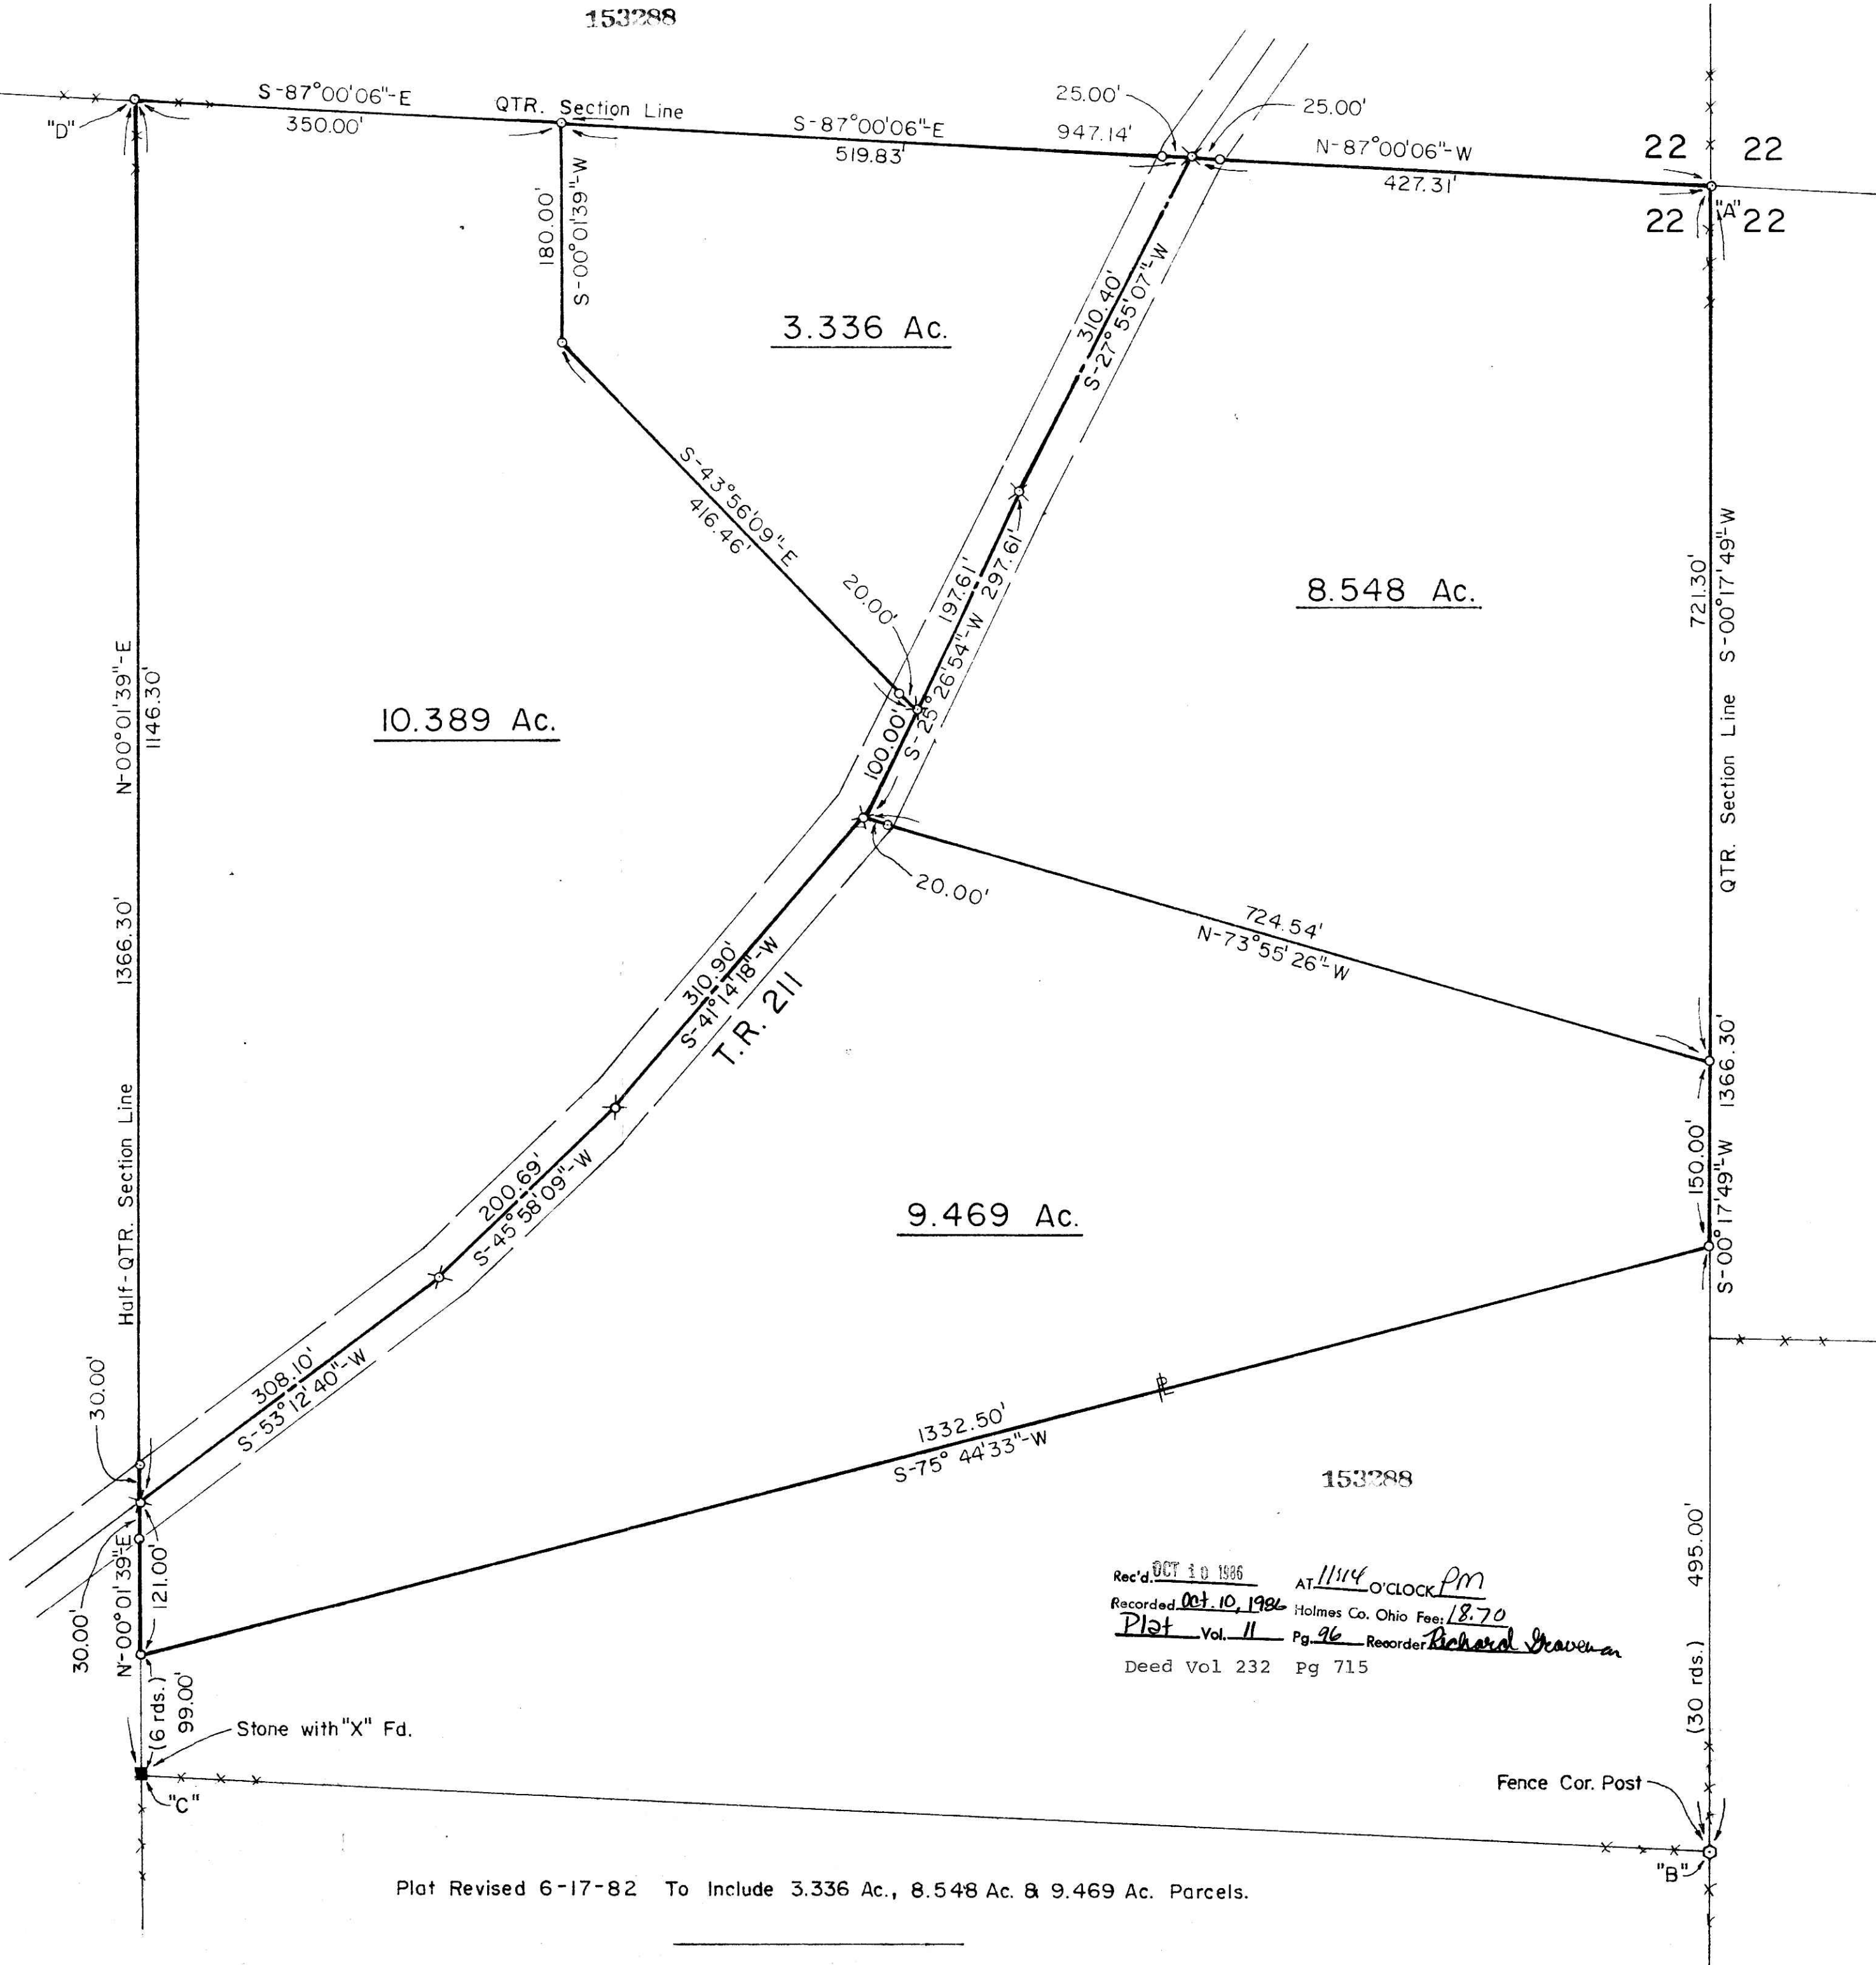 153288
S-87°00'06"-E
QTR. Section Line
350.00'
"D"
S-87°00'06"-E
519.83'
947.14'
25.00'
25.00'
N-87°00'06"-W
427.31'
22 22
22 "A" 22
180.00'
S-00°01'39"-W
3.336 Ac.
310.40'
S-27°55'07"-W
S-43°56'09"-E
416.46'
20.00'
197.61'
S-25°26'54"-W 297.61'
100.00'
8.548 Ac.
721.30'
QTR. Section Line S-00°17'49"-W
N-00°01'39"-E
1146.30'
10.389 Ac.
20.00'
724.54'
N-73°55'26"-W
Half-QTR. Section Line 1366.30'
310.90'
S-41°14'18"-W
T.R. 211
1366.30'
150.00'
S-00°17'49"-W
200.69'
S-45°58'09"-W
9.469 Ac.
308.10'
S-53°12'40"-W
30.00'
PL
1332.50'
S-75°44'33"-W
153288
30.00'
N-00°01'39"E
121.00'
(6 rds.)
99.00'
495.00'
(30 rds.)
Rec'd. OCT 10 1986 AT O'CLOCK PM
Recorded Oct. 10, 1986 Holmes Co. Ohio Fee: 18.70
Plat Vol. 11 Pg. 96 Recorder Richard
Deed Vol 232 Pg 715
Stone with "X" Fd.
"C"
Fence Cor. Post
"B"
Plat Revised 6-17-82 To Include 3.336 Ac., 8.548 Ac. & 9.469 Ac. Parcels.